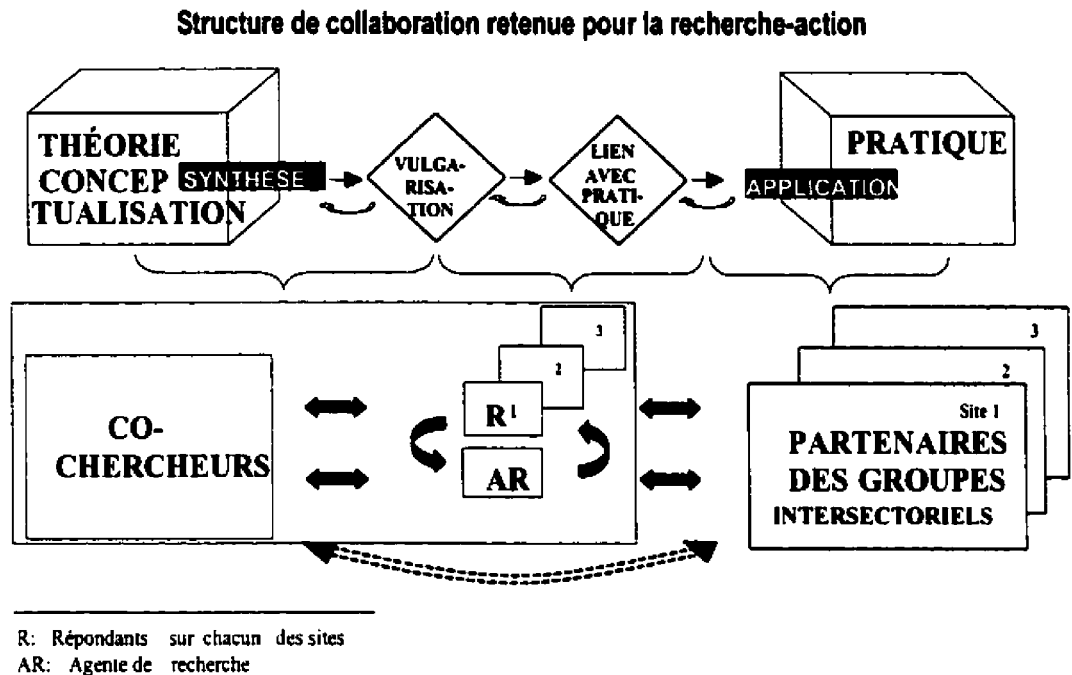 Structure de collaboration retenue pour la recherche-action
THÉORIE
CONCEP
TUALISATION
SYNTHÈSE
VULGA-
RISA-
TION
LIEN
AVEC
PRATI-
QUE
APPLICATION
PRATIQUE
CO-
CHERCHEURS
3
2
R 1
AR
3
2
Site 1
PARTENAIRES
DES GROUPES
INTERSECTORIELS
R: Répondants sur chacun des sites
AR: Agente de recherche